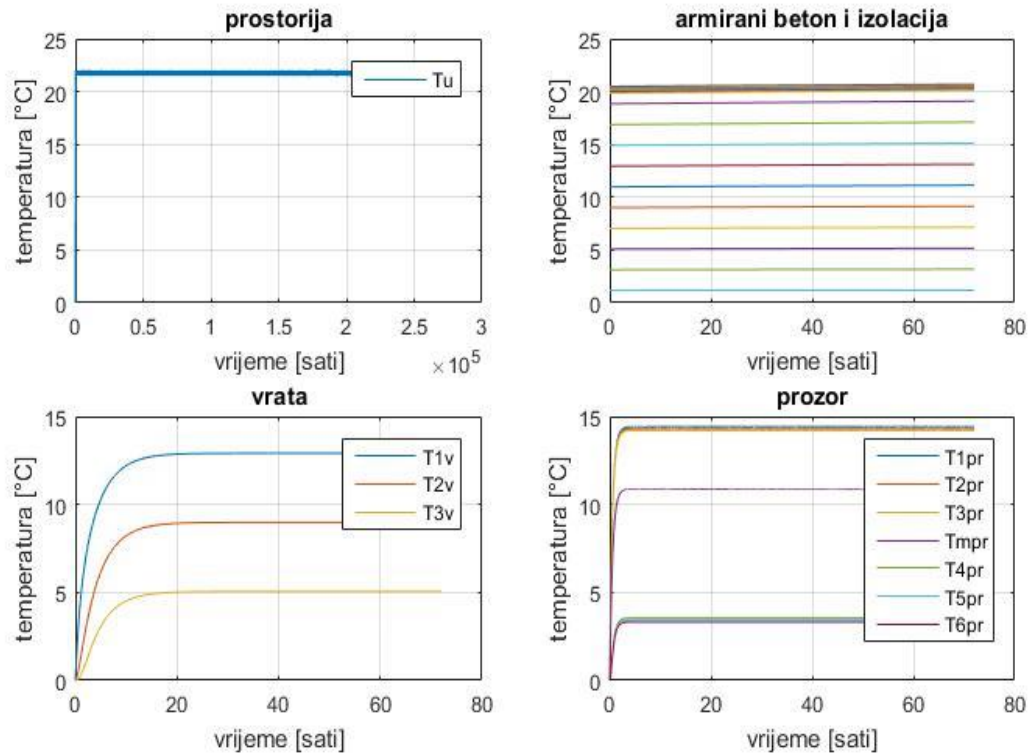 prostorija
25
20
15
10
5
0
temperatura [°C]
Tu
0 0.5 1 1.5 2 2.5 3
vrijeme [sati]
×10^5
armirani beton i izolacija
25
20
15
10
5
0
temperatura [°C]
0 20 40 60 80
vrijeme [sati]
vrata
15
10
5
0
temperatura [°C]
T1v
T2v
T3v
0 20 40 60 80
vrijeme [sati]
prozor
15
10
5
0
temperatura [°C]
T1pr
T2pr
T3pr
Tmpr
T4pr
T5pr
T6pr
0 20 40 60 80
vrijeme [sati]